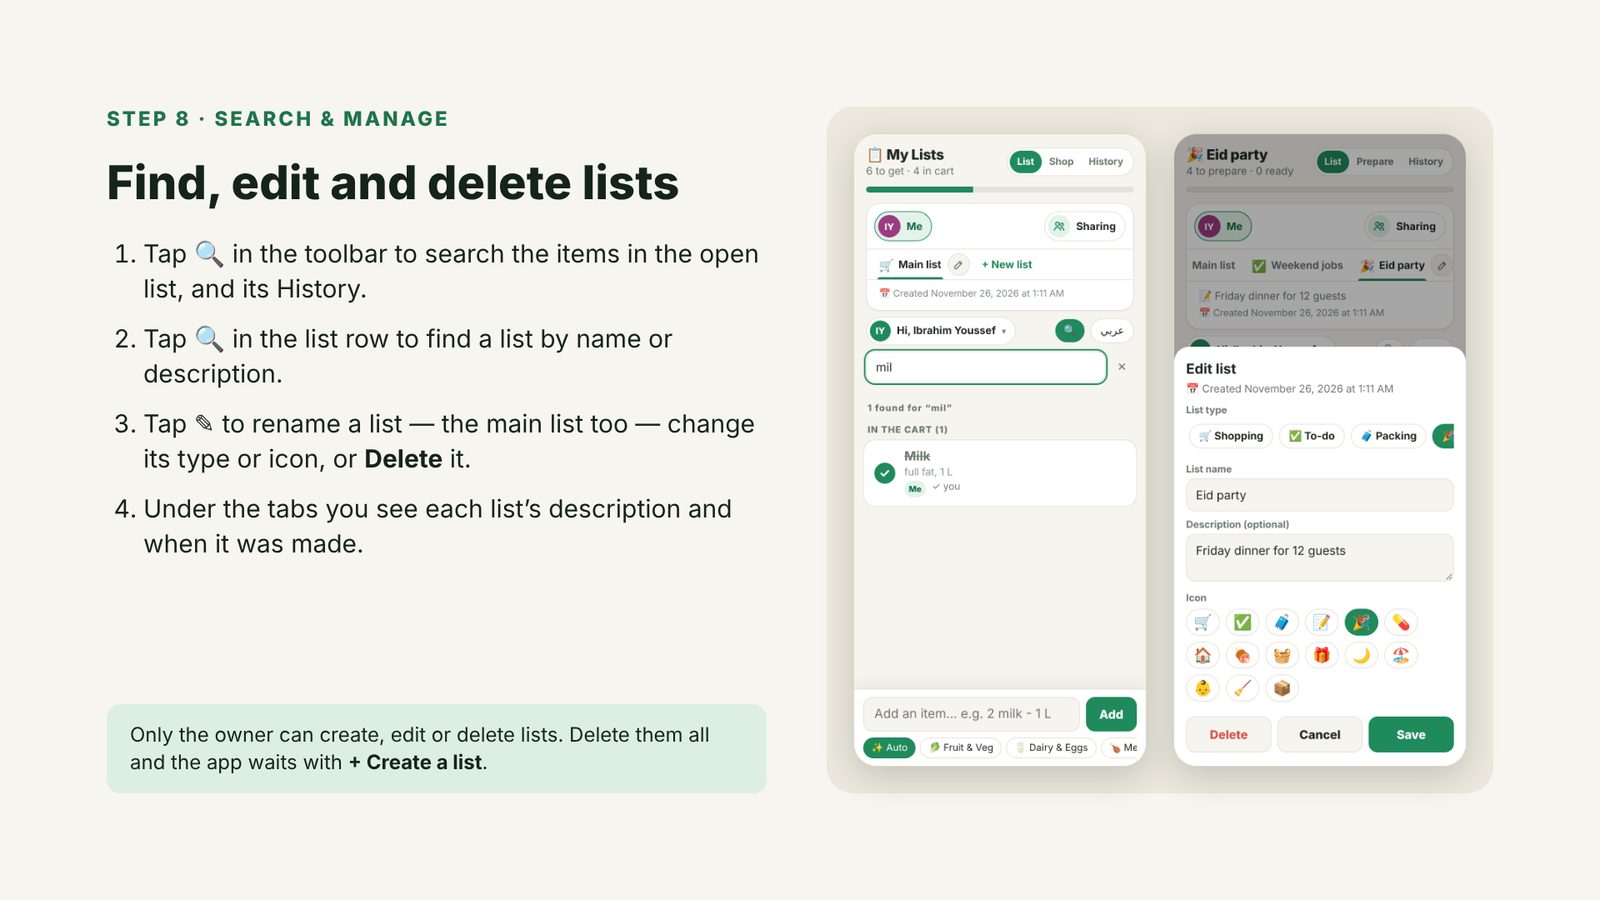 STEP 8 · SEARCH & MANAGE
Find, edit and delete lists
1. Tap 🔍 in the toolbar to search the items in the open
list, and its History.
2. Tap 🔍 in the list row to find a list by name or
description.
3. Tap ✎ to rename a list — the main list too — change
its type or icon, or Delete it.
4. Under the tabs you see each list’s description and
when it was made.
Only the owner can create, edit or delete lists. Delete them all
and the app waits with + Create a list.
📋 My Lists
6 to get · 4 in cart
List Shop History
IY Me Sharing
🛒 Main list + New list
📅 Created November 26, 2026 at 1:11 AM
IY Hi, Ibrahim Youssef ▾ 🔍 عربي
mil ×
1 found for “mil”
IN THE CART (1)
Milk
full fat, 1 L
Me ✓ you
Add an item... e.g. 2 milk - 1 L Add
✨ Auto 🥬 Fruit & Veg 🥛 Dairy & Eggs 🍗 Me
🎉 Eid party
4 to prepare · 0 ready
List Prepare History
IY Me Sharing
Main list ✅ Weekend jobs 🎉 Eid party
📝 Friday dinner for 12 guests
📅 Created November 26, 2026 at 1:11 AM
Edit list
📅 Created November 26, 2026 at 1:11 AM
List type
🛒 Shopping ✅ To-do 🧳 Packing 🎉
List name
Eid party
Description (optional)
Friday dinner for 12 guests
Icon
Delete Cancel Save